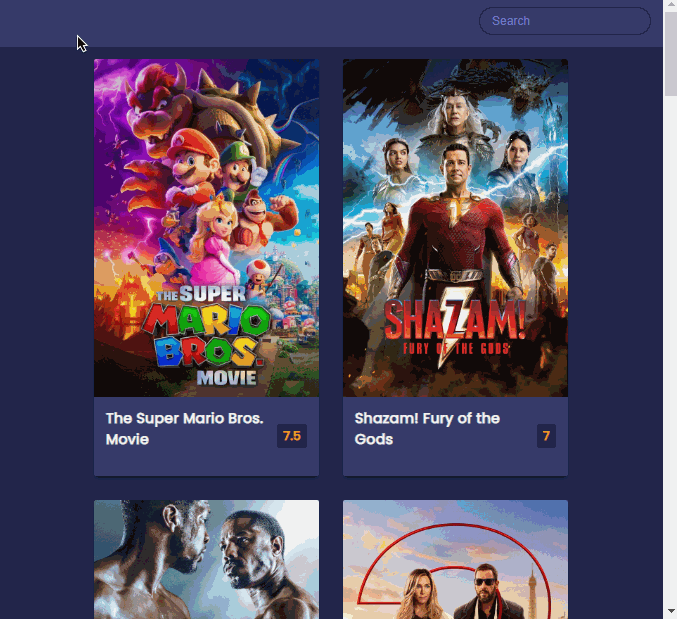 Search
THE SUPER
MARIO
BROS.
MOVIE
SHAZAM!
FURY OF THE GODS
The Super Mario Bros.
Movie
7.5
Shazam! Fury of the
Gods
7